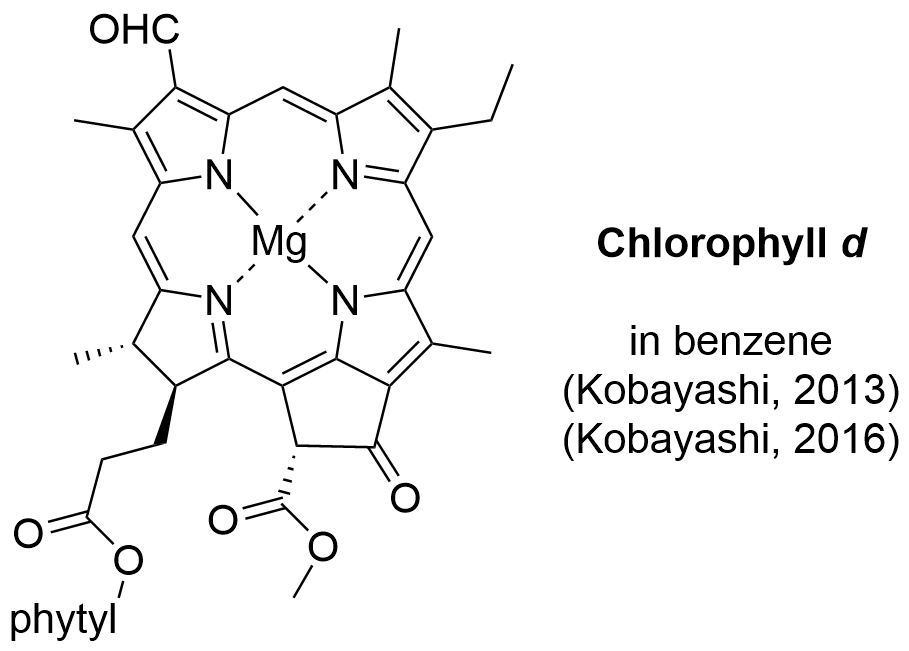 OHC
N
N
Mg
Chlorophyll d
N
N
in benzene
(Kobayashi, 2013)
(Kobayashi, 2016)
O
O
O
O
O
phytyl